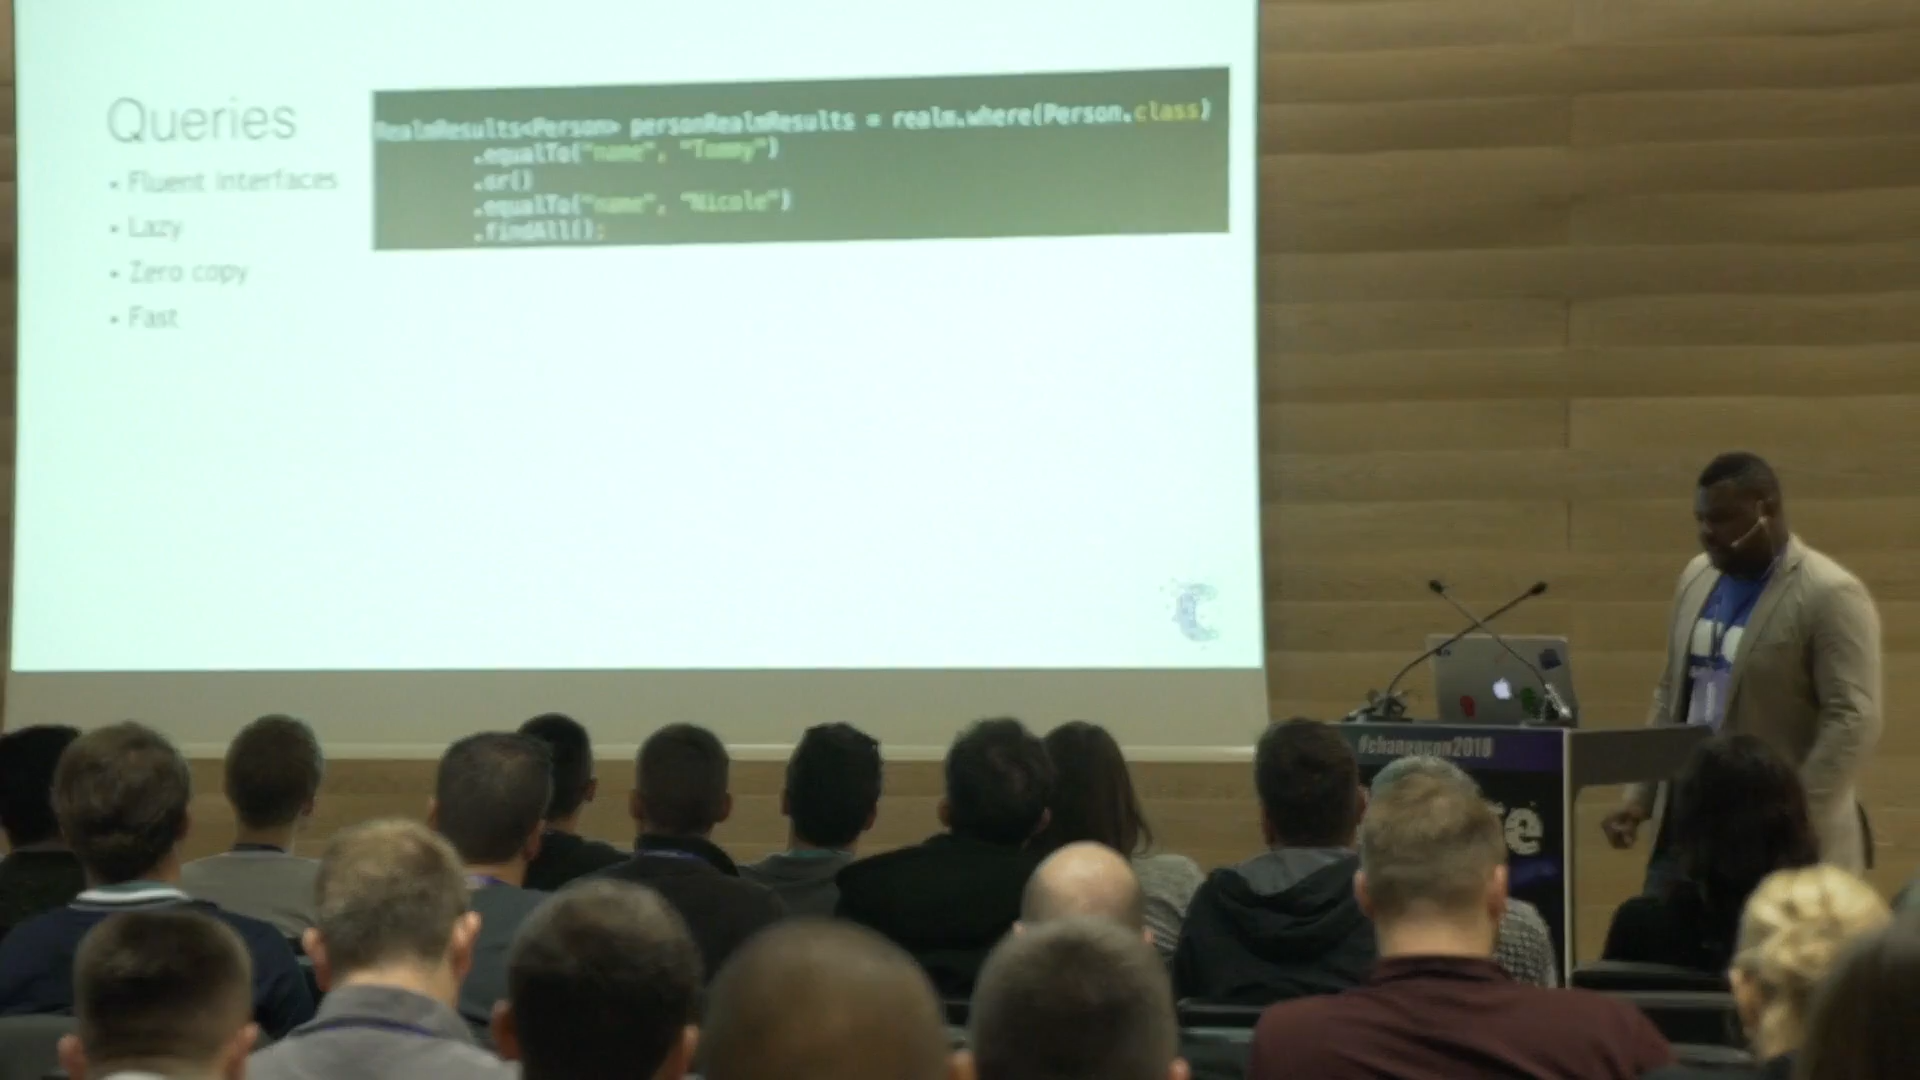 Queries
• Fluent Interfaces
• Lazy
• Zero copy
• Fast
RealmResults<Person> personRealmResults = realm.where(Person.class)
.equalTo("name", "Tommy")
.or()
.equalTo("name", "Nicole")
.findAll();